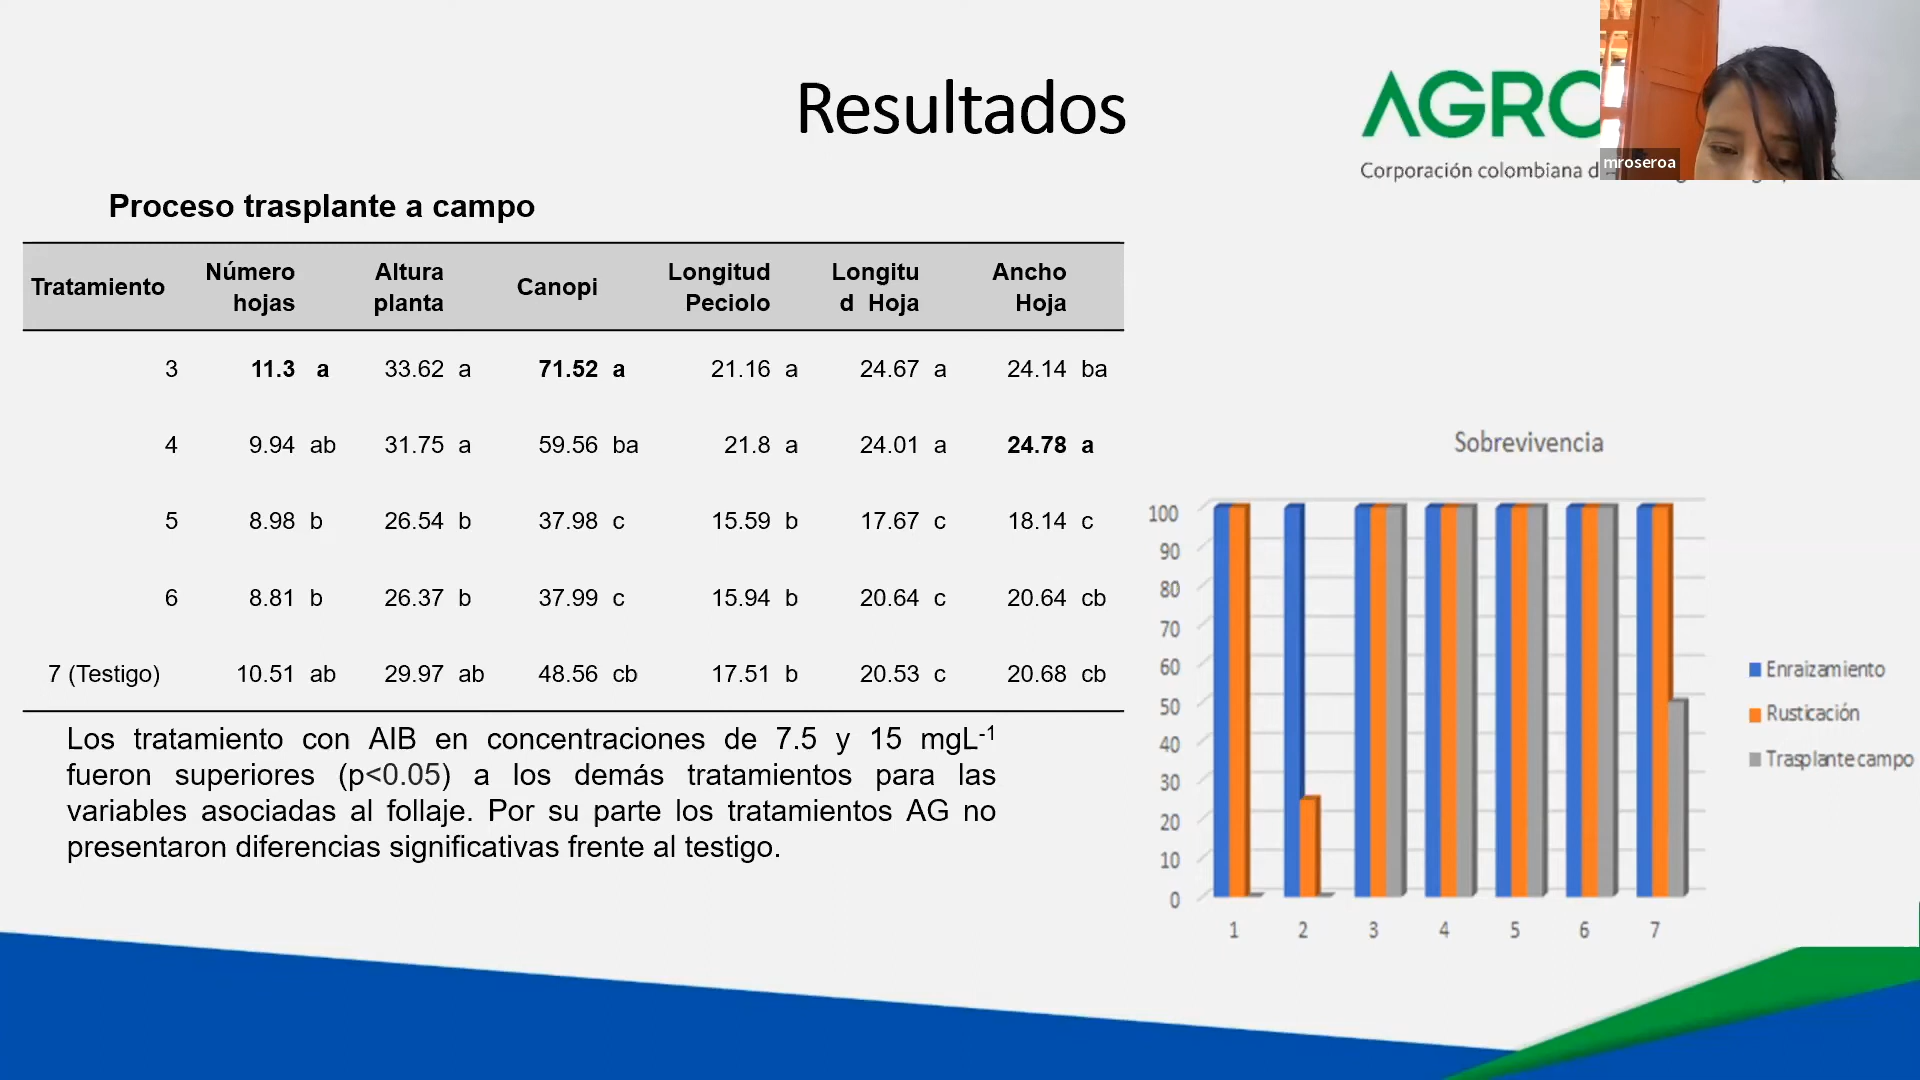 Resultados
AGRO
Corporación colombiana d
mroseroa
Proceso trasplante a campo
Tratamiento Número hojas Altura planta Canopi Longitud Peciolo Longitu d Hoja Ancho Hoja
3 11.3 a 33.62 a 71.52 a 21.16 a 24.67 a 24.14 ba
4 9.94 ab 31.75 a 59.56 ba 21.8 a 24.01 a 24.78 a
5 8.98 b 26.54 b 37.98 c 15.59 b 17.67 c 18.14 c
6 8.81 b 26.37 b 37.99 c 15.94 b 20.64 c 20.64 cb
7 (Testigo) 10.51 ab 29.97 ab 48.56 cb 17.51 b 20.53 c 20.68 cb
Los tratamiento con AIB en concentraciones de 7.5 y 15 mgL-1
fueron superiores (p<0.05) a los demás tratamientos para las
variables asociadas al follaje. Por su parte los tratamientos AG no
presentaron diferencias significativas frente al testigo.
Sobrevivencia
100
90
80
70
60
50
40
30
20
10
0
1 2 3 4 5 6 7
Enraizamiento
Rusticación
Trasplante campo